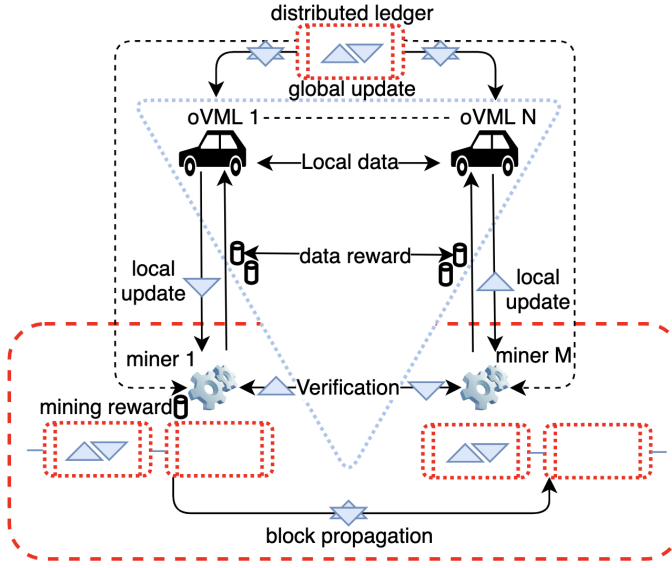 distributed ledger
global update
oVML 1
oVML N
Local data
data reward
local
update
local
update
miner 1
miner M
Verification
mining reward
block propagation